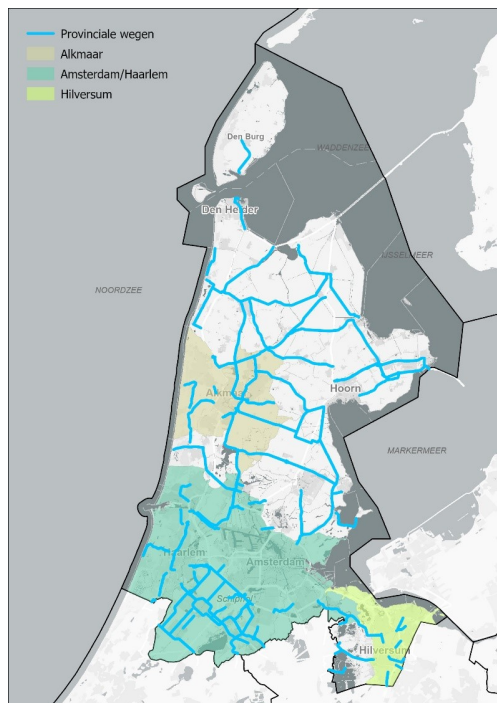 Provinciale wegen
Alkmaar
Amsterdam/Haarlem
Hilversum
Den Burg
WADDENZEE
Den Helder
IJSSELMEER
NOORDZEE
Hoorn
Alkmaar
MARKERMEER
Haarlem
Amsterdam
Schiphol
Hilversum